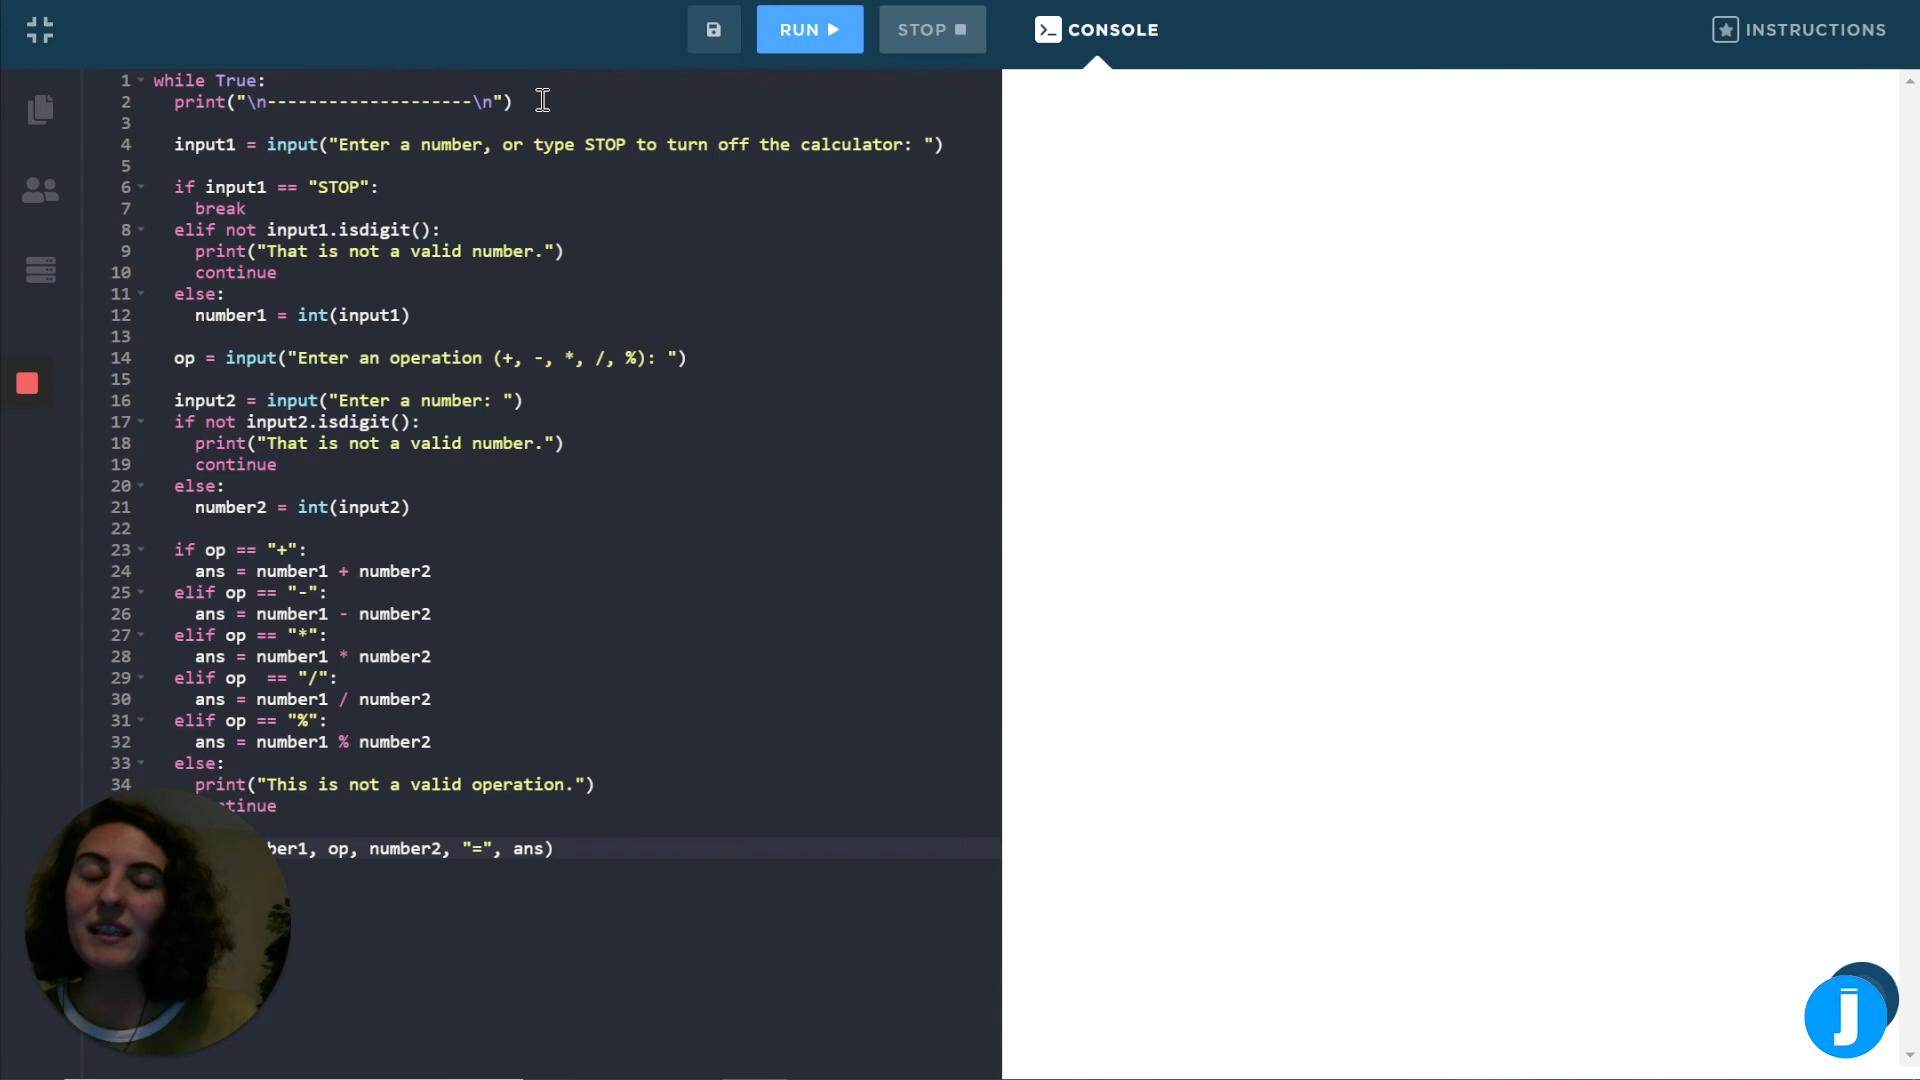 RUN
STOP
CONSOLE
INSTRUCTIONS
1 while True:
2 print("\n--------------------\n")
3
4 input1 = input("Enter a number, or type STOP to turn off the calculator: ")
5
6 if input1 == "STOP":
7 break
8 elif not input1.isdigit():
9 print("That is not a valid number.")
10 continue
11 else:
12 number1 = int(input1)
13
14 op = input("Enter an operation (+, -, *, /, %): ")
15
16 input2 = input("Enter a number: ")
17 if not input2.isdigit():
18 print("That is not a valid number.")
19 continue
20 else:
21 number2 = int(input2)
22
23 if op == "+":
24 ans = number1 + number2
25 elif op == "-":
26 ans = number1 - number2
27 elif op == "*":
28 ans = number1 * number2
29 elif op  == "/":
30 ans = number1 / number2
31 elif op == "%":
32 ans = number1 % number2
33 else:
34 print("This is not a valid operation.")
tinue
ber1, op, number2, "=", ans)
J